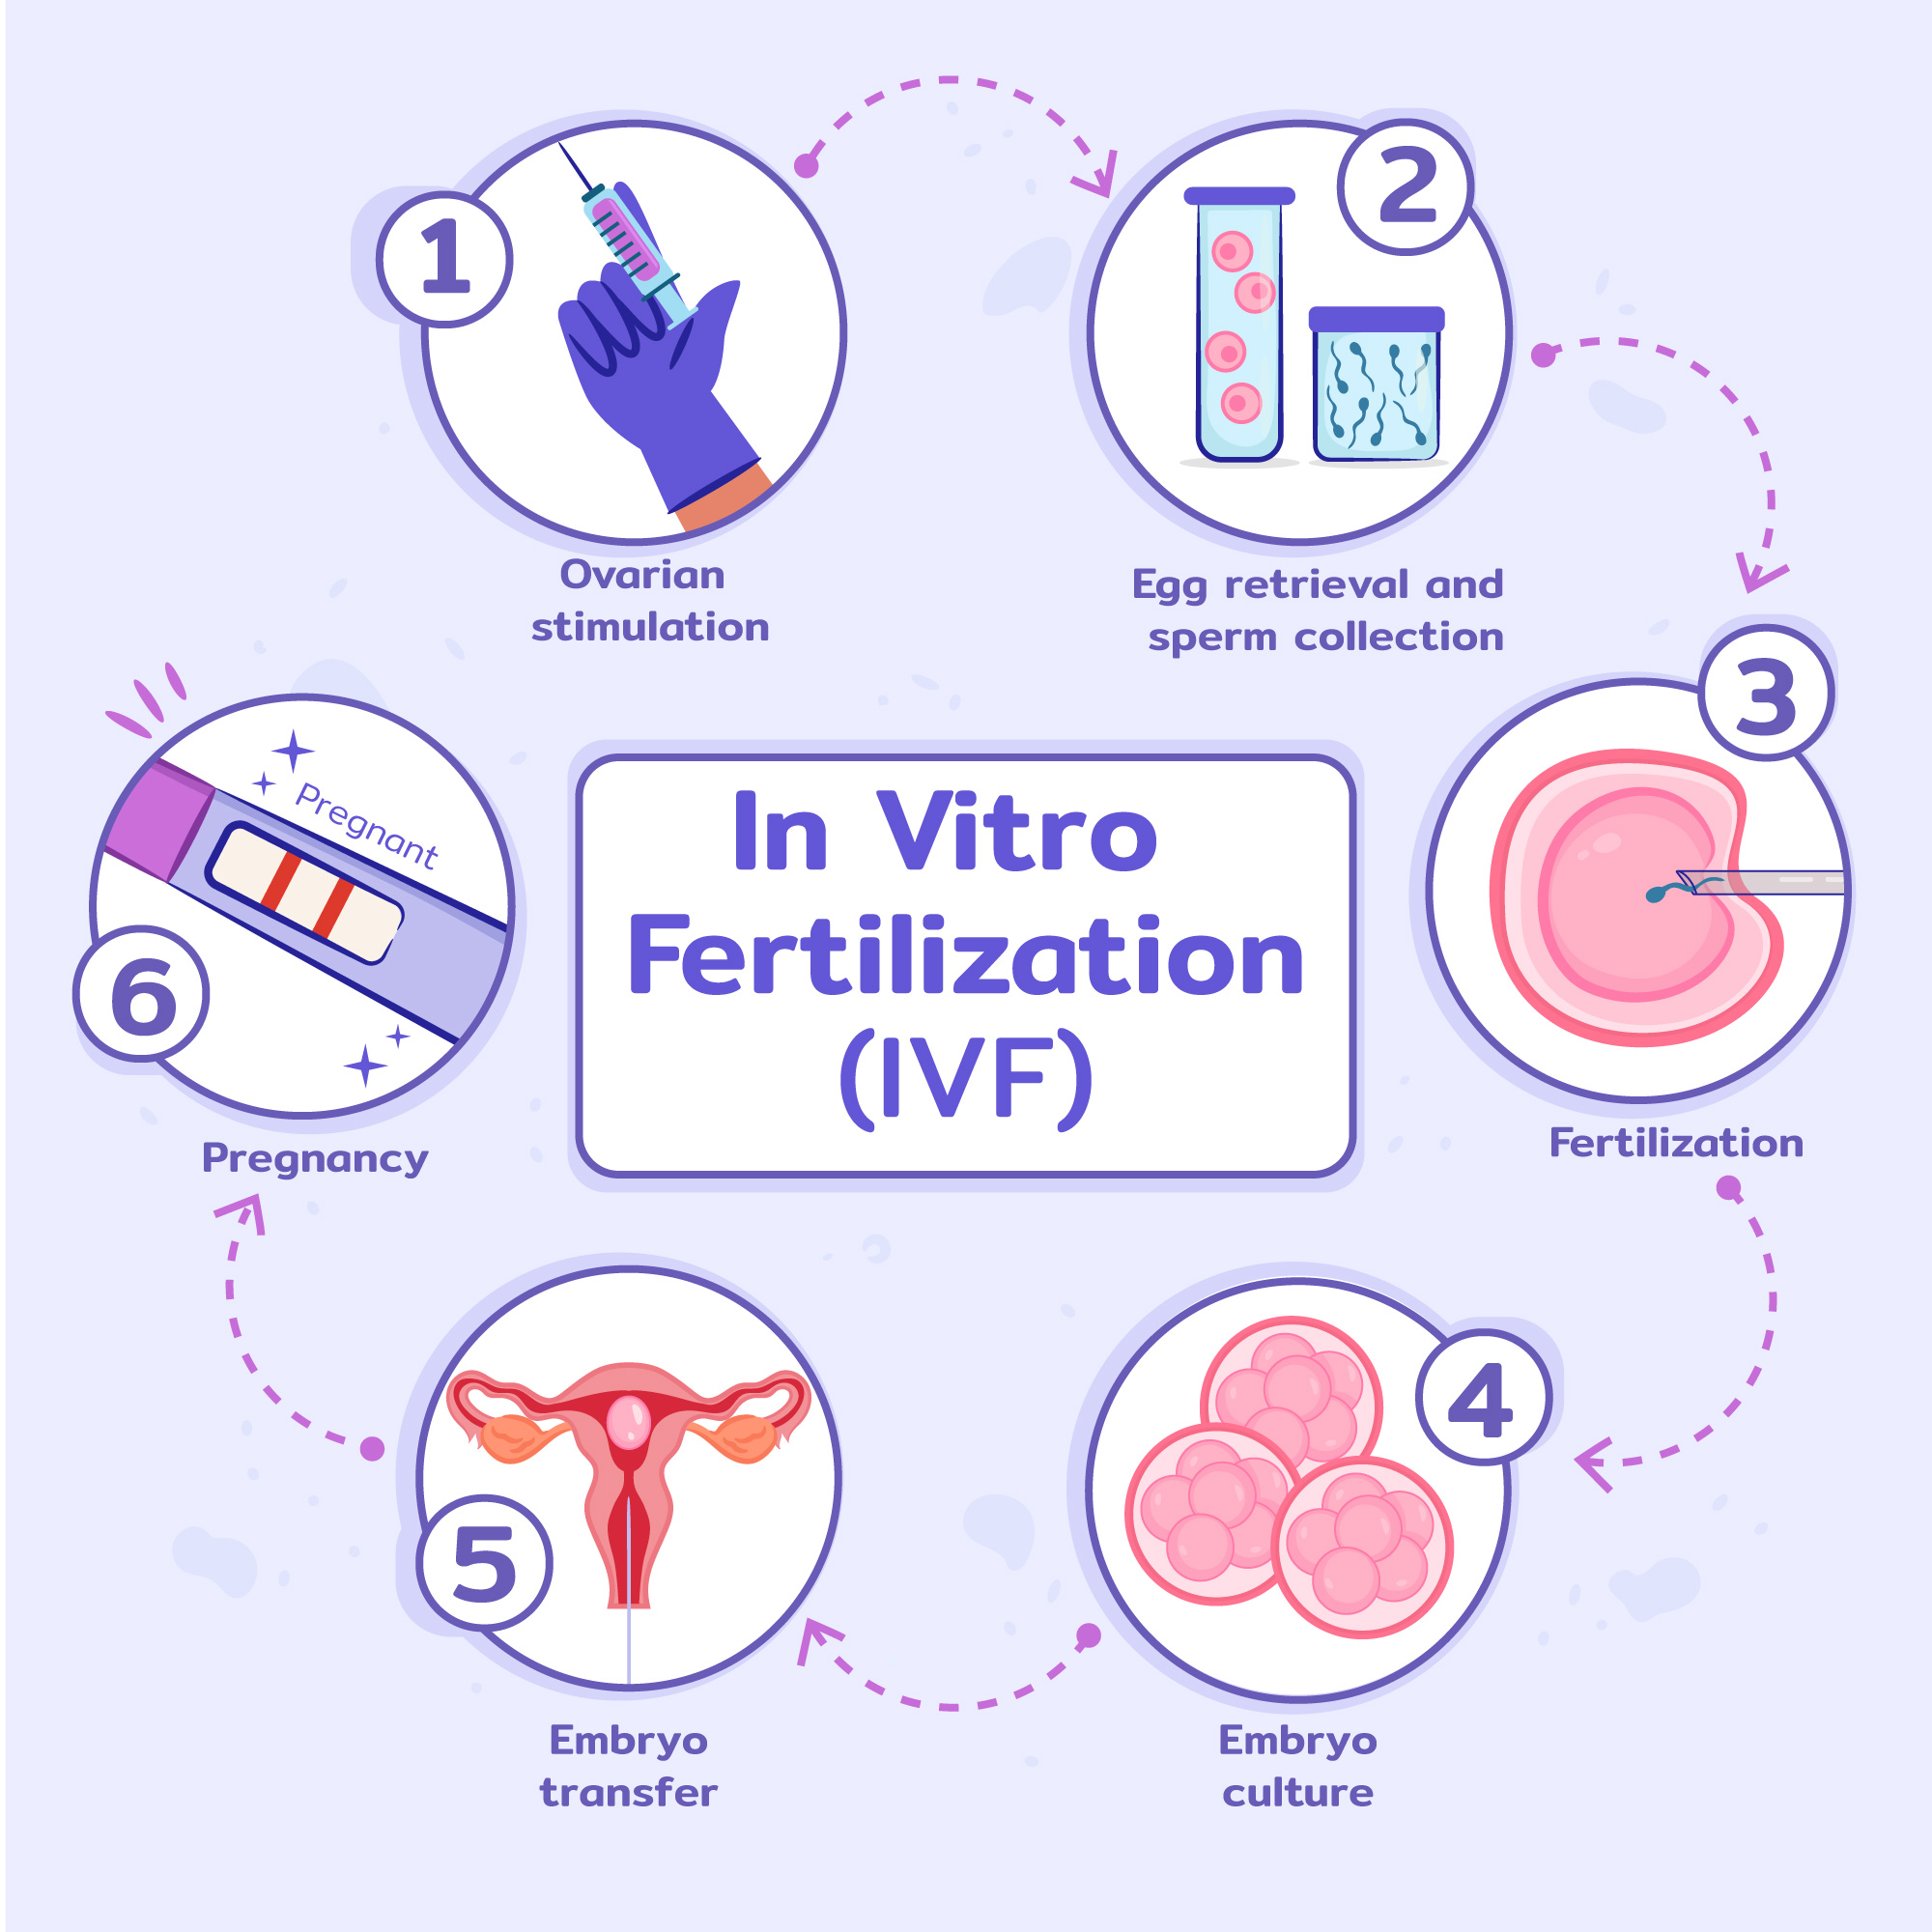 1
Ovarian
stimulation
2
Egg retrieval and
sperm collection
3
Fertilization
4
Embryo
culture
5
Embryo
transfer
6
Pregnant
Pregnancy
In Vitro
Fertilization
(IVF)